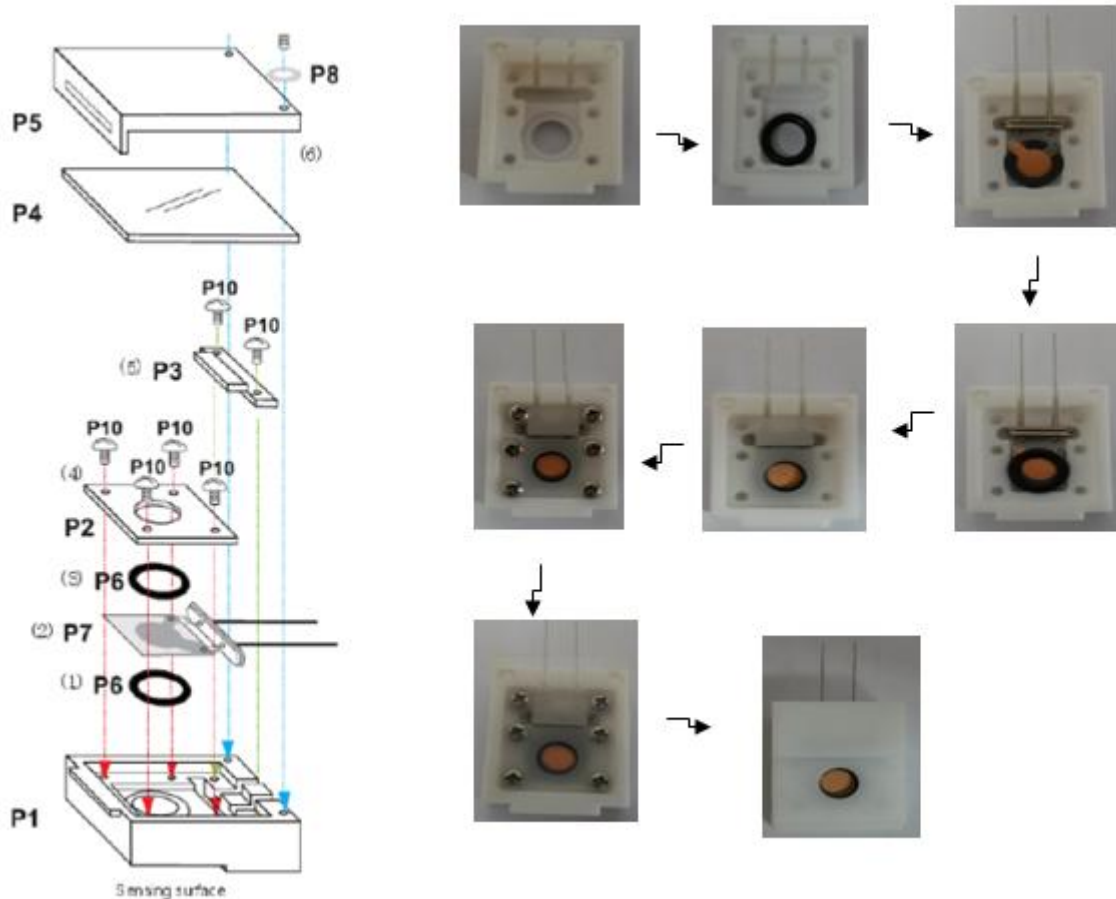 P8
P5
(6)
P4
P10
P10
(5) P3
P10 P10
P10 P10
(4)
P2
(3) P6
(2) P7
(1) P6
P1
Sensing surface